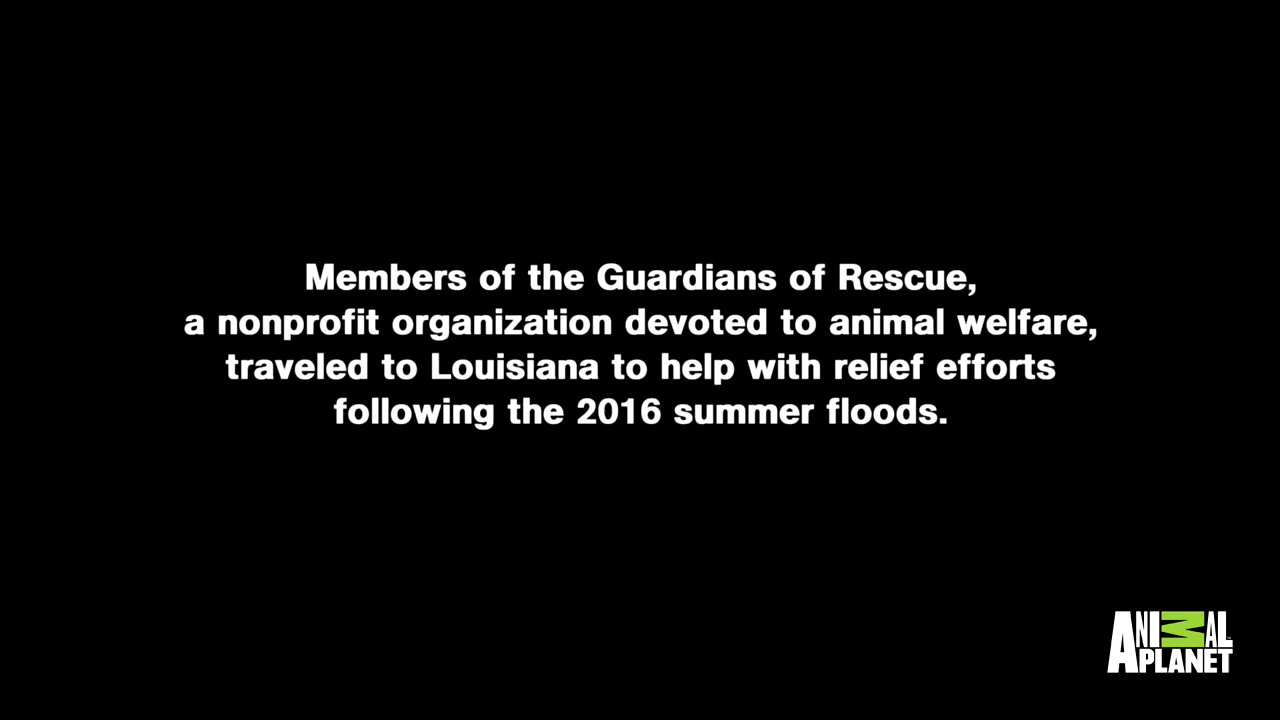 Members of the Guardians of Rescue,
a nonprofit organization devoted to animal welfare,
traveled to Louisiana to help with relief efforts
following the 2016 summer floods.
ANIMAL
PLANET